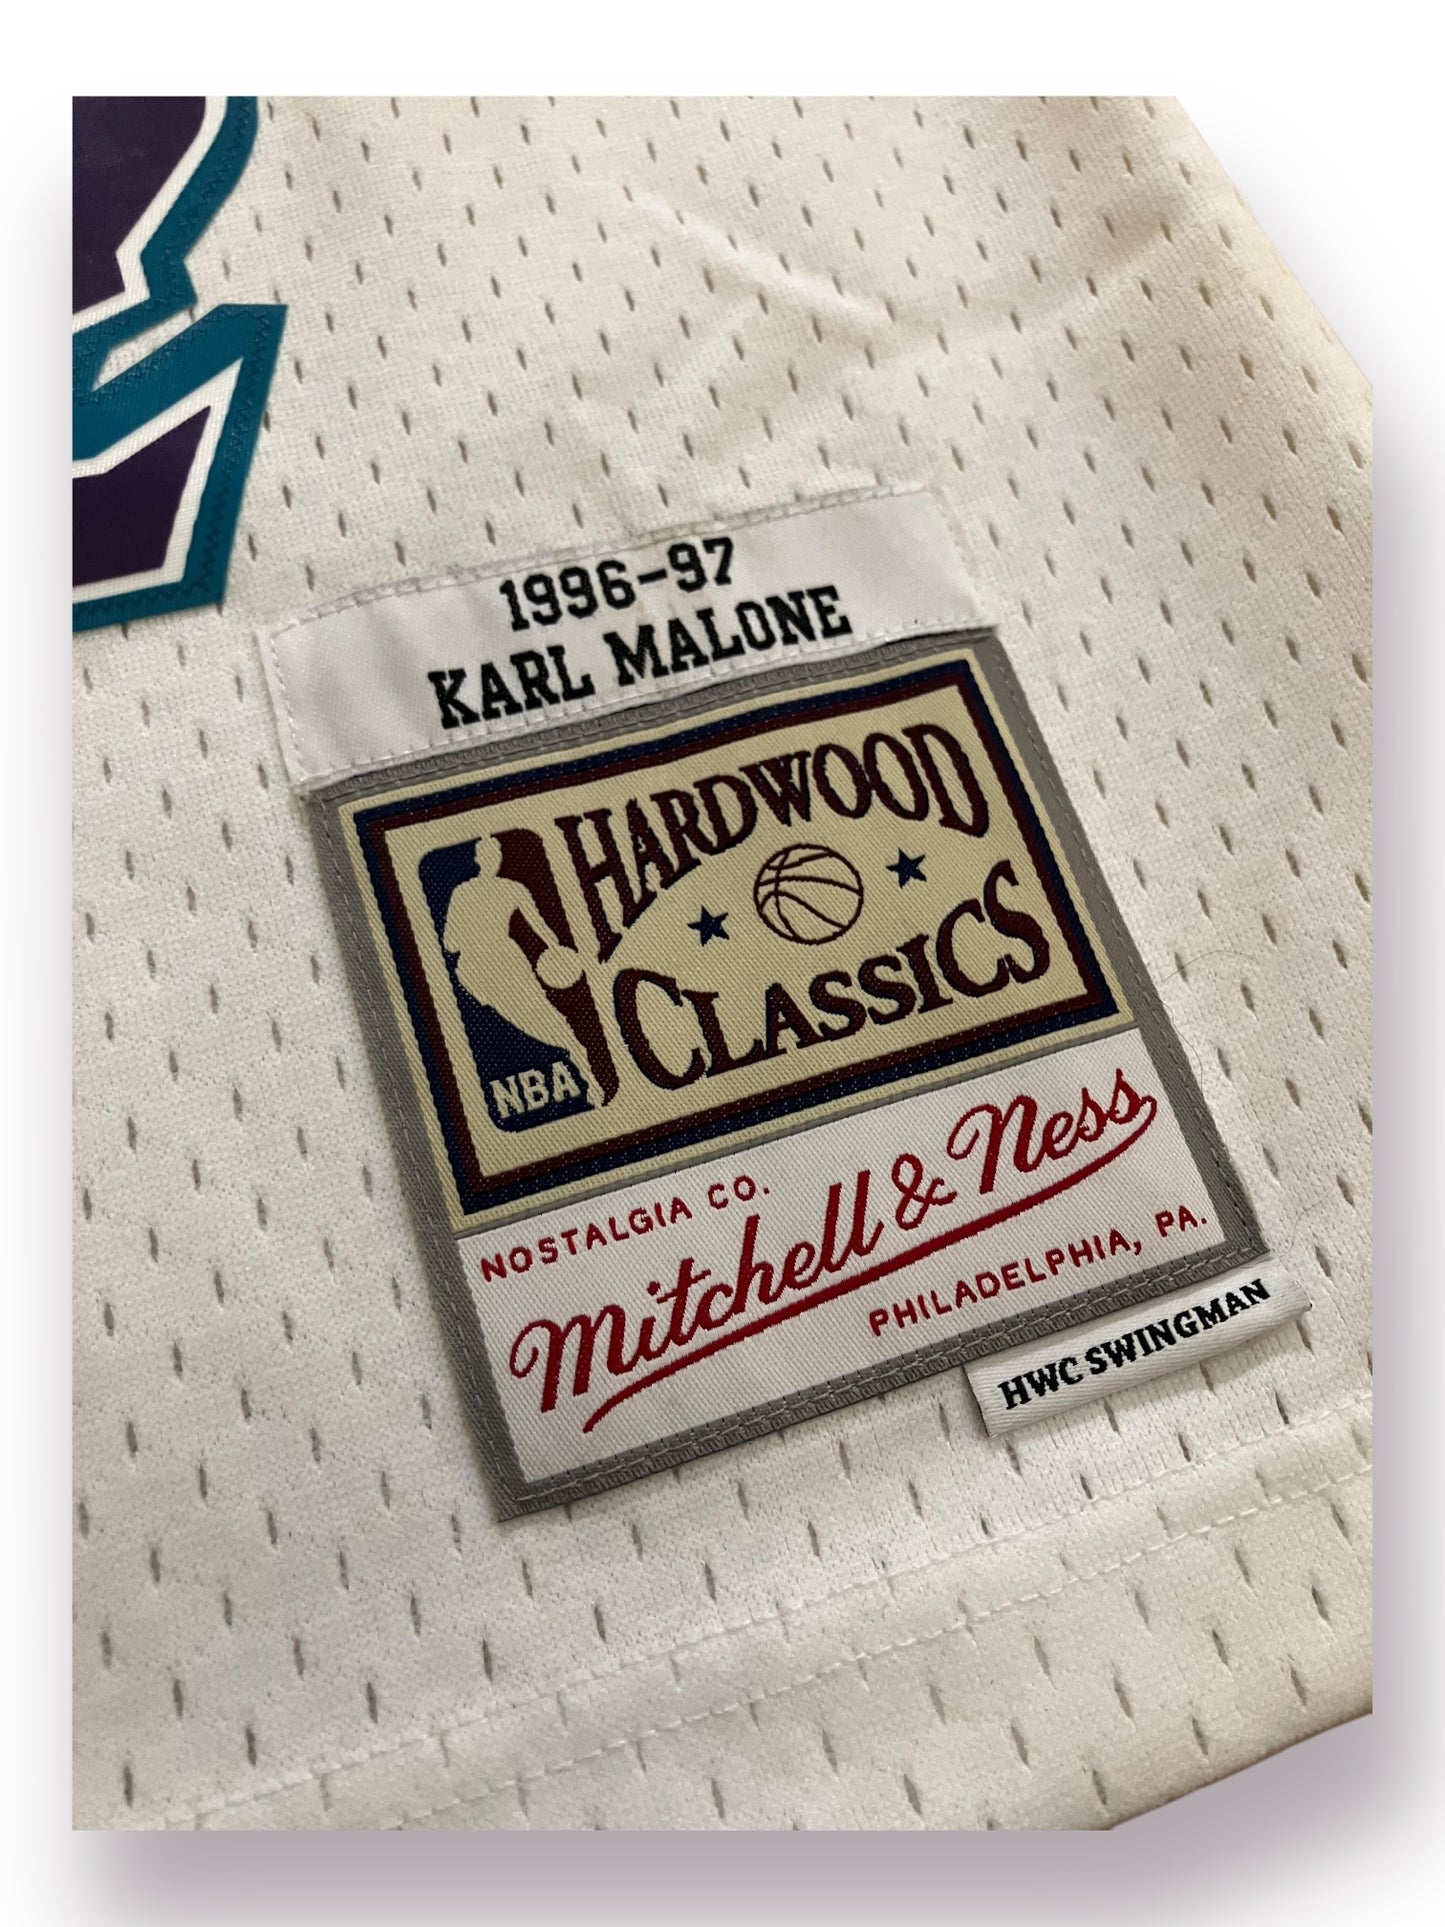 1996-97
KARL MALONE
HARDWOOD
CLASSICS
NBA
NOSTALGIA CO.
Mitchell & Ness
PHILADELPHIA, PA.
HWC SWINGMAN